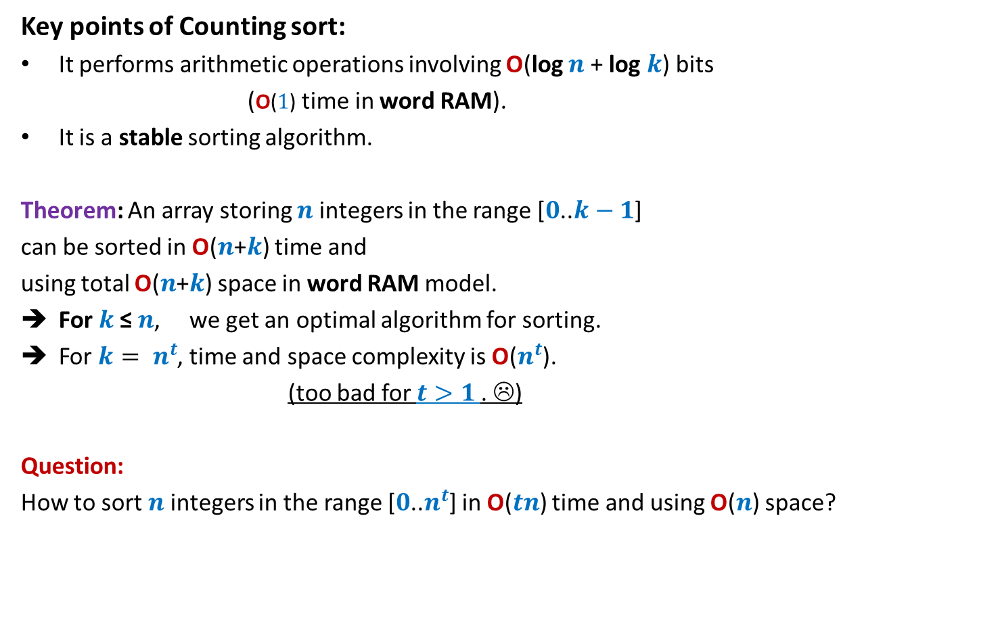 Key points of Counting sort:
• It performs arithmetic operations involving O(log n + log k) bits
(O(1) time in word RAM).
• It is a stable sorting algorithm.
Theorem: An array storing n integers in the range [0..k − 1]
can be sorted in O(n+k) time and
using total O(n+k) space in word RAM model.
➔ For k ≤ n, we get an optimal algorithm for sorting.
➔ For k = nᵗ, time and space complexity is O(nᵗ).
(too bad for t > 1 . ☹)
Question:
How to sort n integers in the range [0..nᵗ] in O(tn) time and using O(n) space?